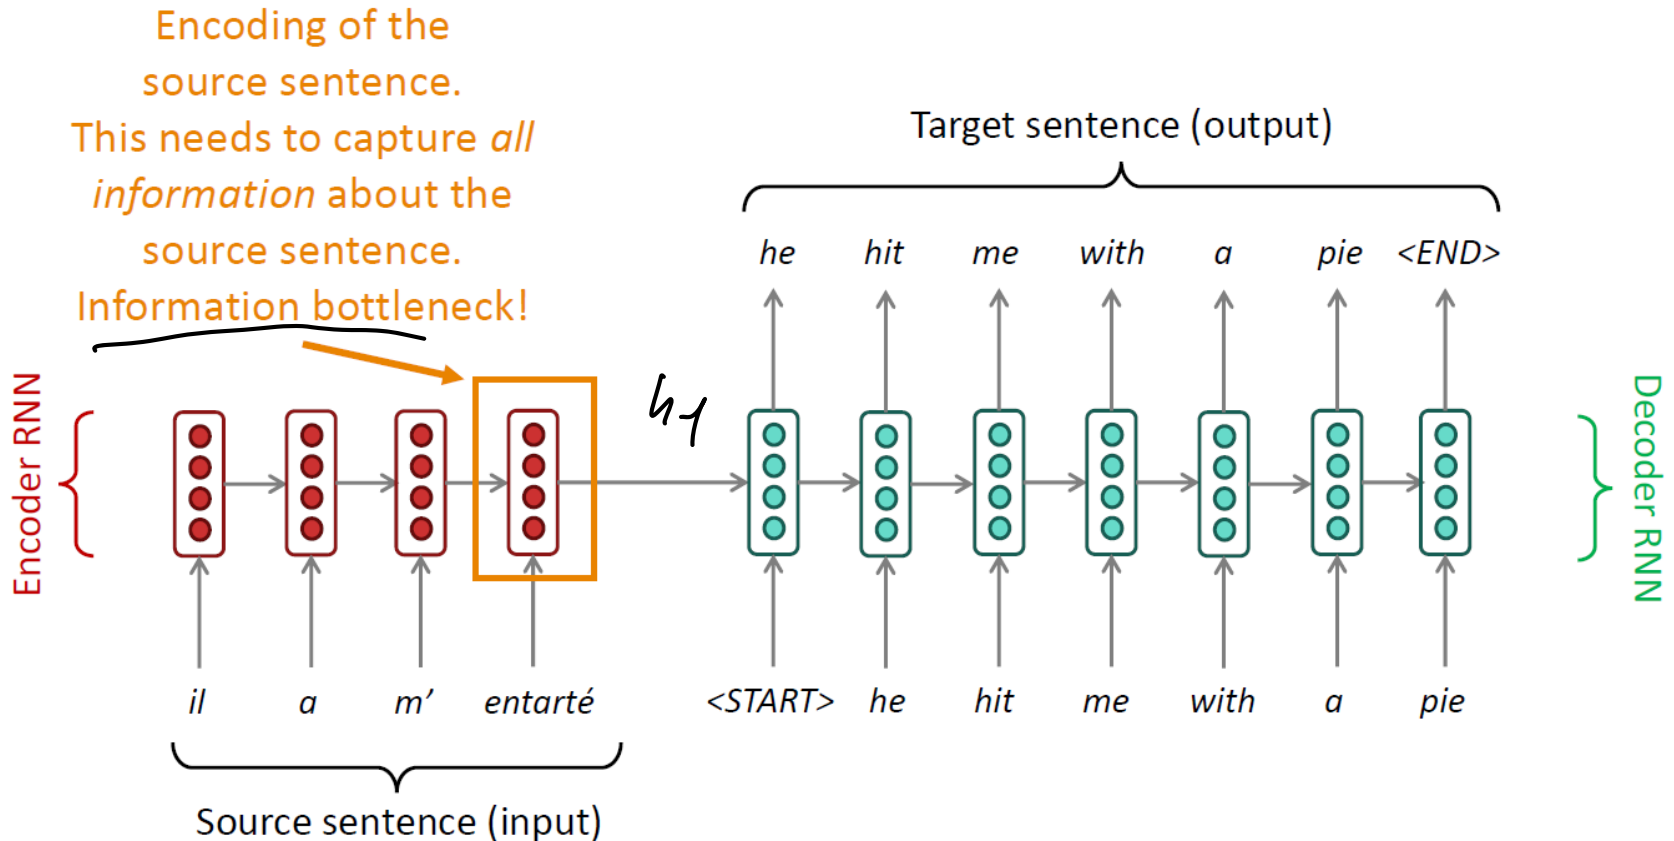 Encoding of the
source sentence.
This needs to capture all
information about the
source sentence.
Information bottleneck!
Target sentence (output)
he hit me with a pie <END>
h1
Encoder RNN
Decoder RNN
il a m’ entarté
<START> he hit me with a pie
Source sentence (input)